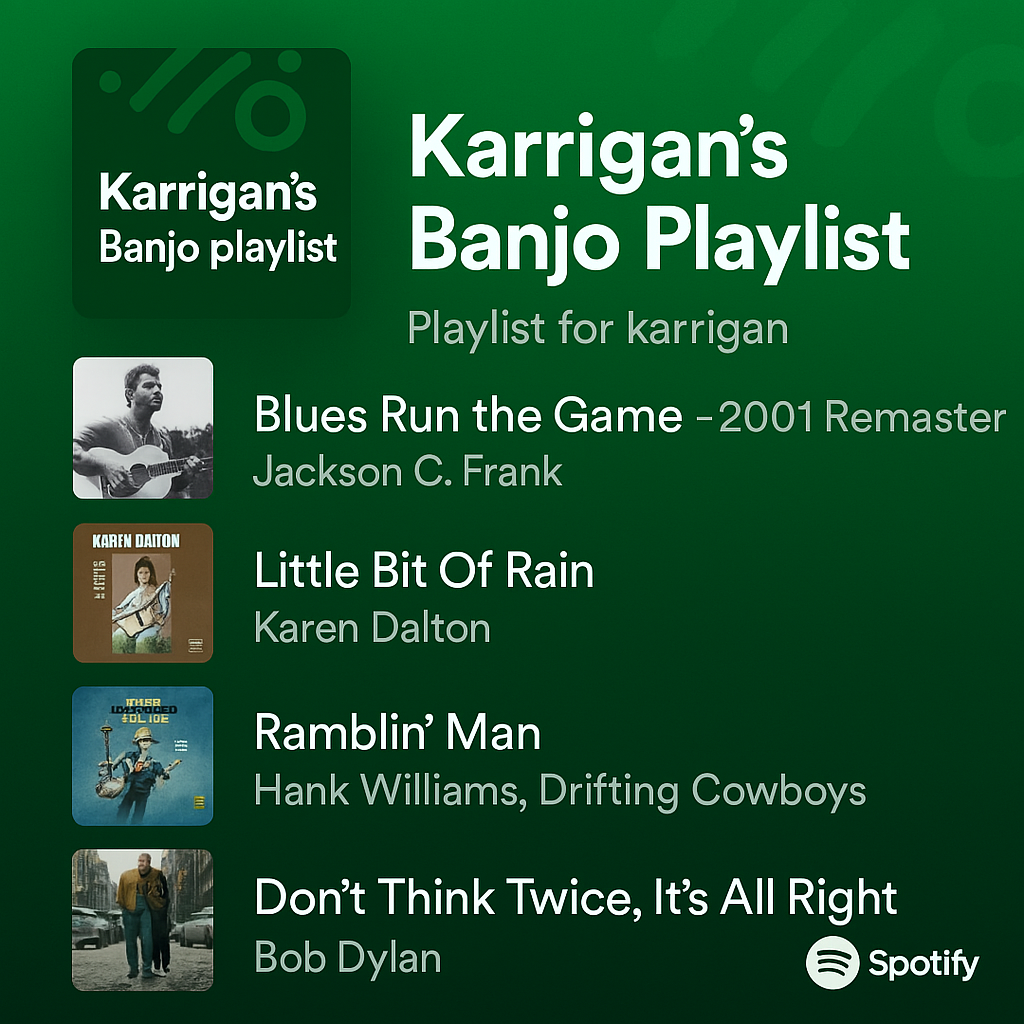 Karrigan's
Banjo playlist
Karrigan's
Banjo Playlist
Playlist for karrigan
Blues Run the Game – 2001 Remaster
Jackson C. Frank
KAREN DALTON
Little Bit Of Rain
Karen Dalton
Ramblin' Man
Hank Williams, Drifting Cowboys
Don't Think Twice, It's All Right
Bob Dylan
Spotify